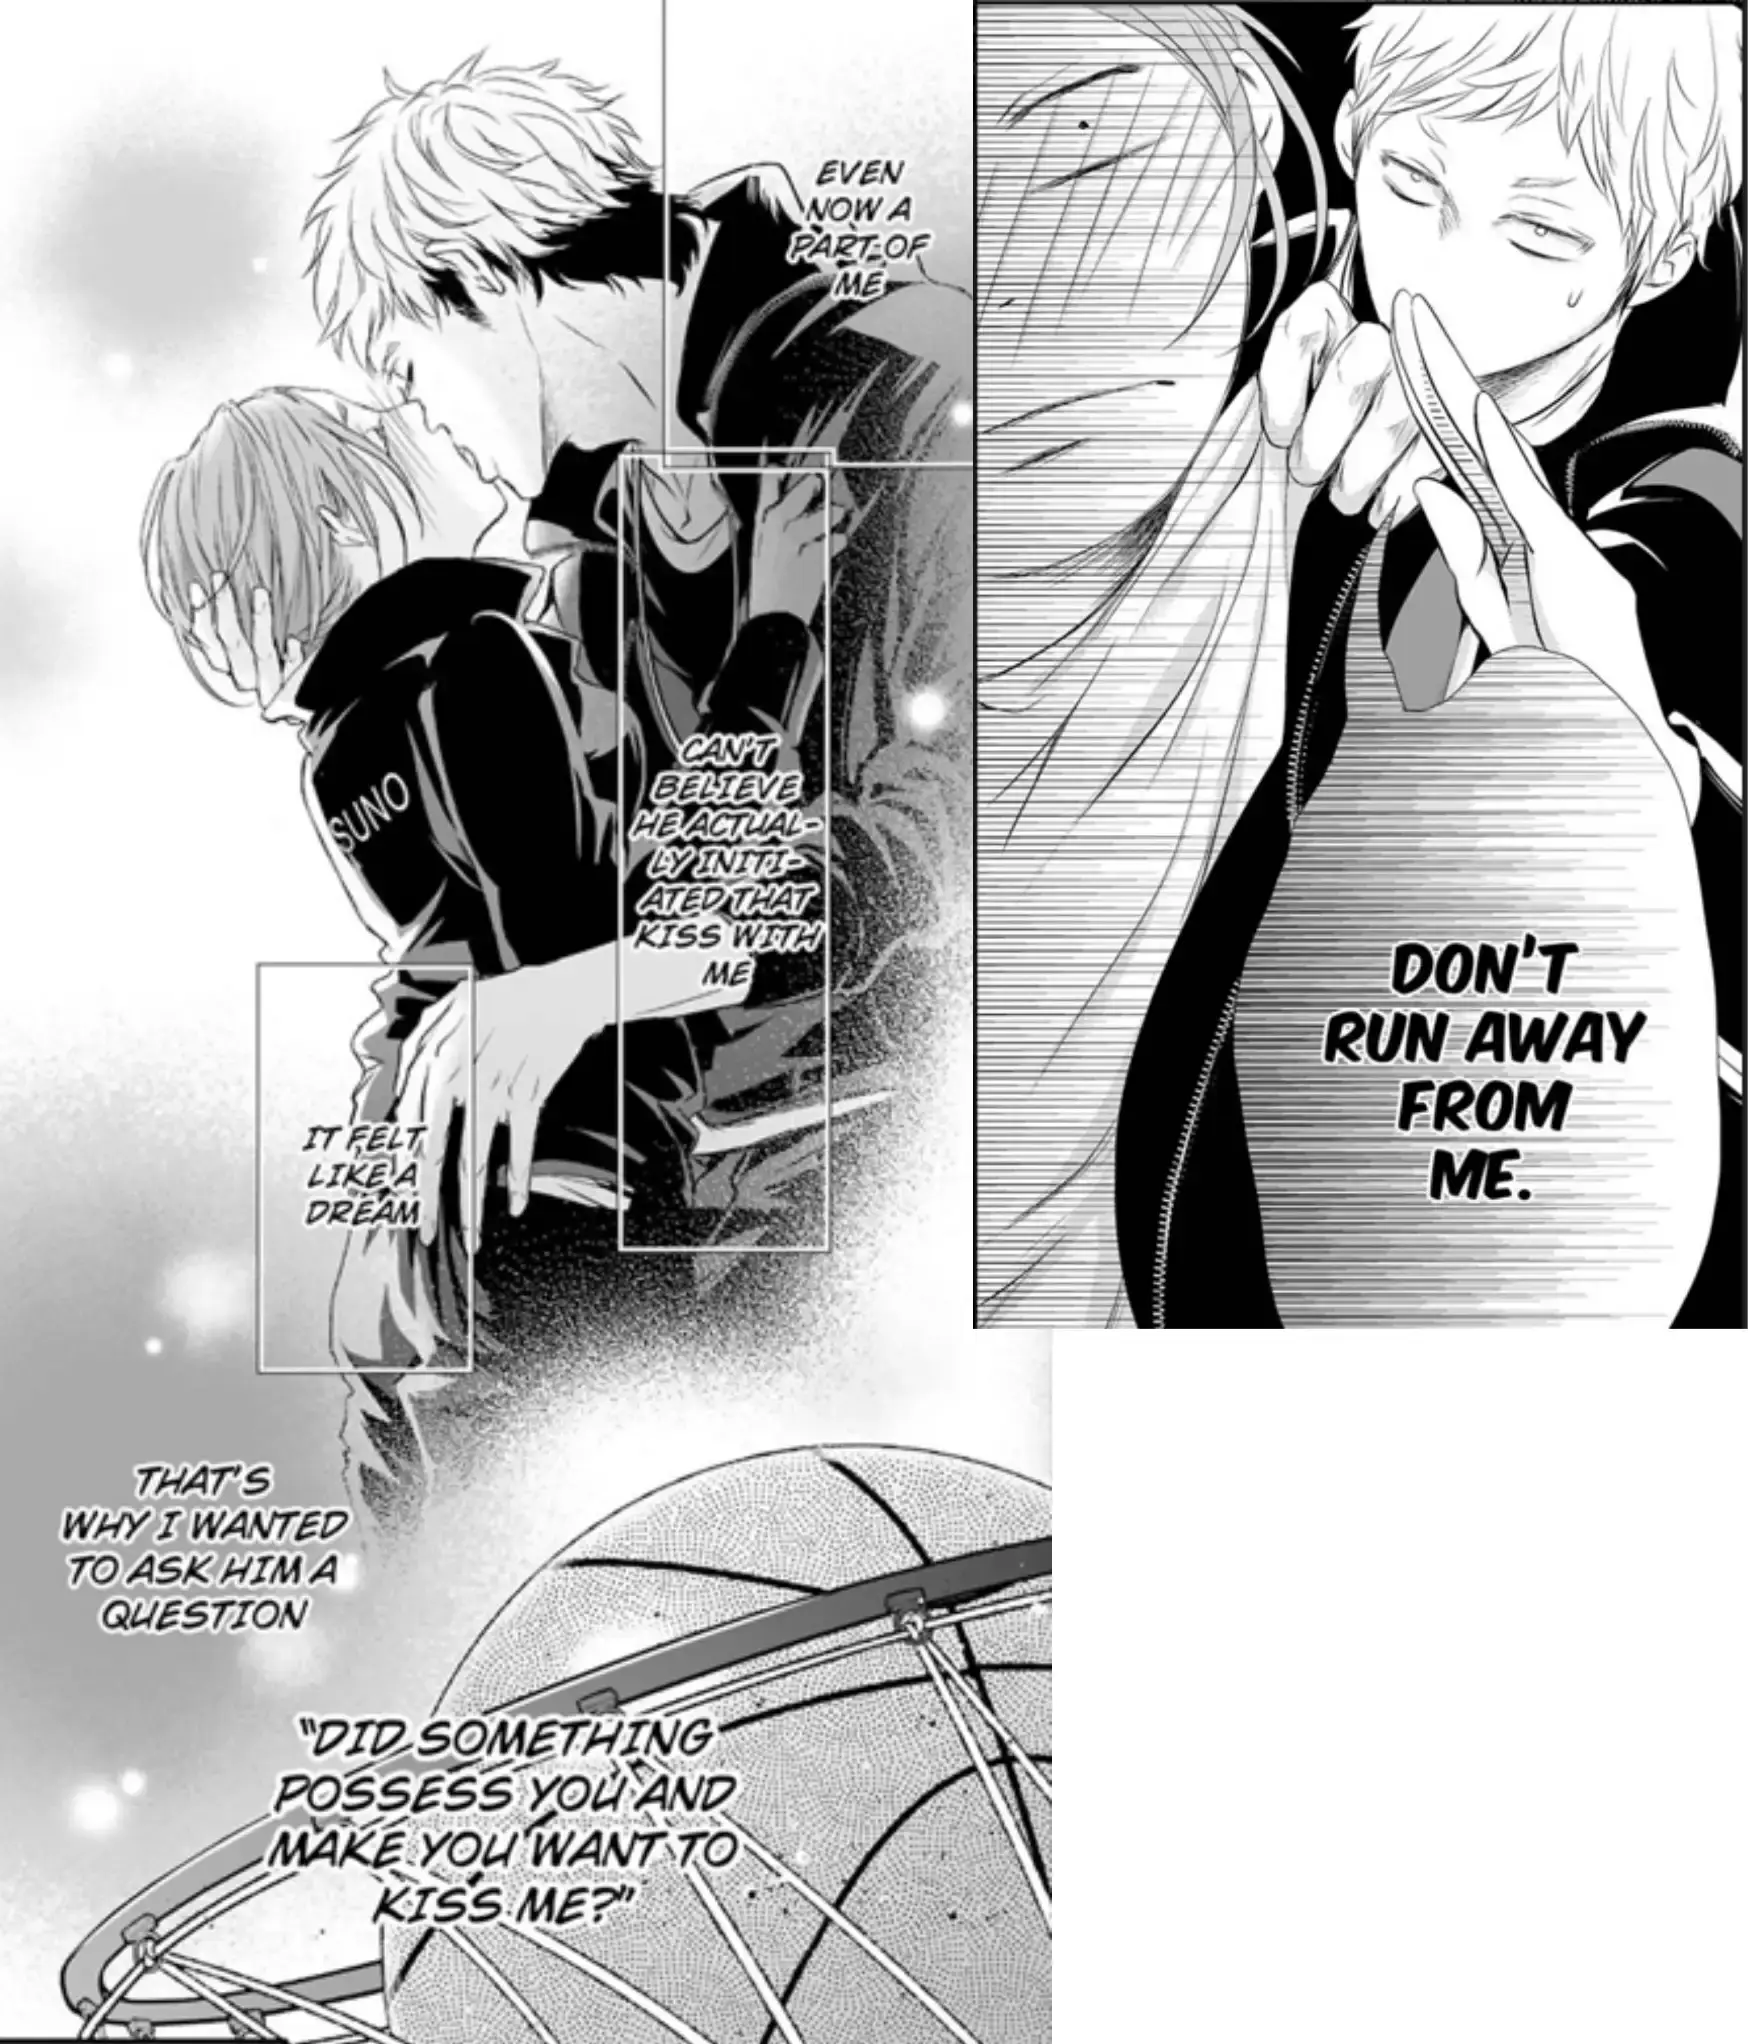 EVEN
NOW A
PART OF
ME
CAN'T
BELIEVE
HE ACTUAL-
LY INITI-
ATED THAT
KISS WITH
ME
IT FELT
LIKE A
DREAM
SUNO
THAT'S
WHY I WANTED
TO ASK HIM A
QUESTION
"DID SOMETHING
POSSESS YOU AND
MAKE YOU WANT TO
KISS ME?"
DON'T
RUN AWAY
FROM
ME.